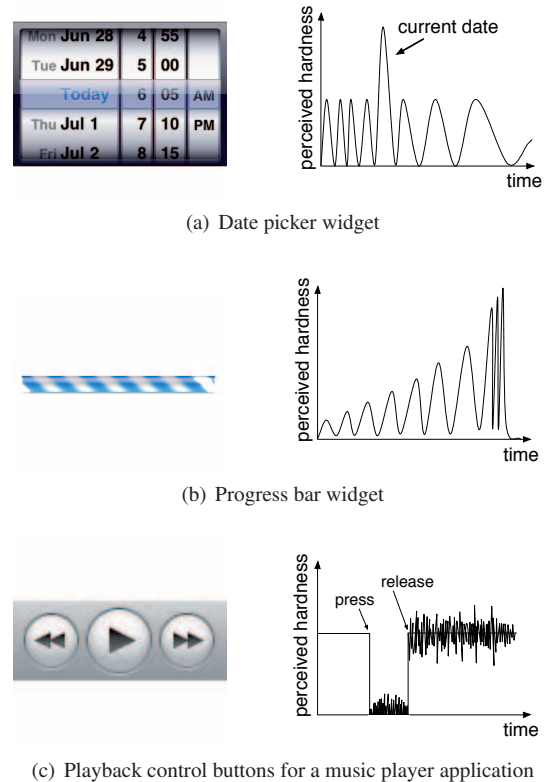 Mon Jun 28 4 55
Tue Jun 29 5 00
Today 6 05 AM
Thu Jul 1 7 10 PM
Fri Jul 2 8 15
perceived hardness
current date
time
(a) Date picker widget
perceived hardness
time
(b) Progress bar widget
perceived hardness
press
release
time
(c) Playback control buttons for a music player application